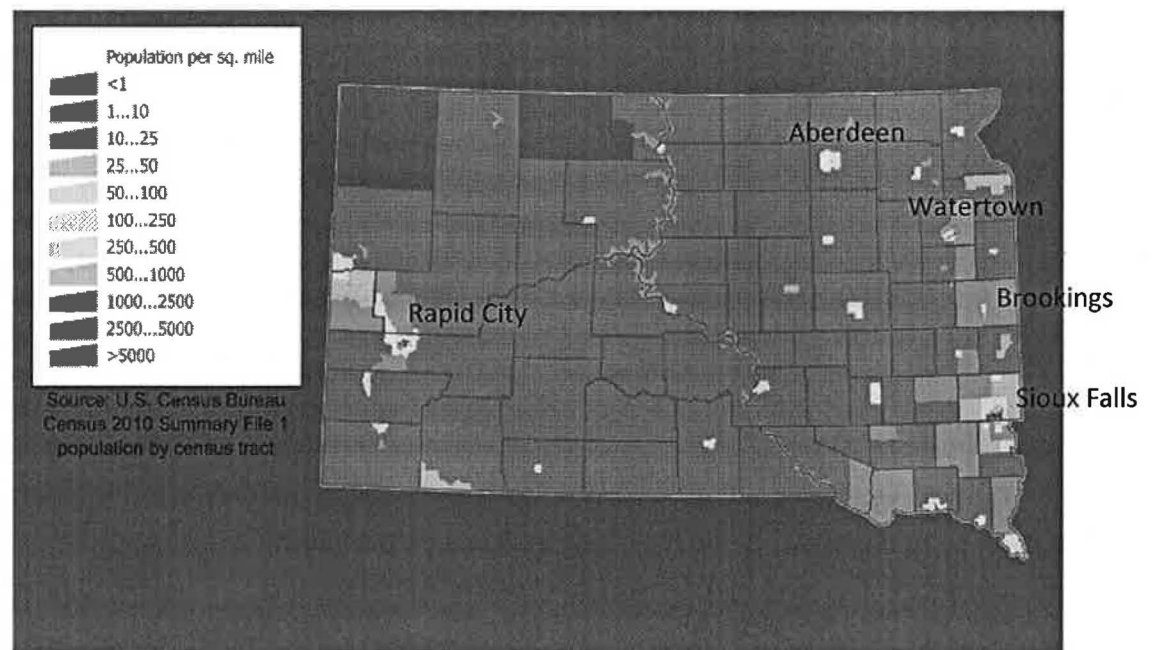 Population per sq. mile
<1
1...10
10...25
25...50
50...100
100...250
250...500
500...1000
1000...2500
2500...5000
>5000
Source: U.S. Census Bureau
Census 2010 Summary File 1
population by census tract
Aberdeen
Watertown
Brookings
Rapid City
Sioux Falls